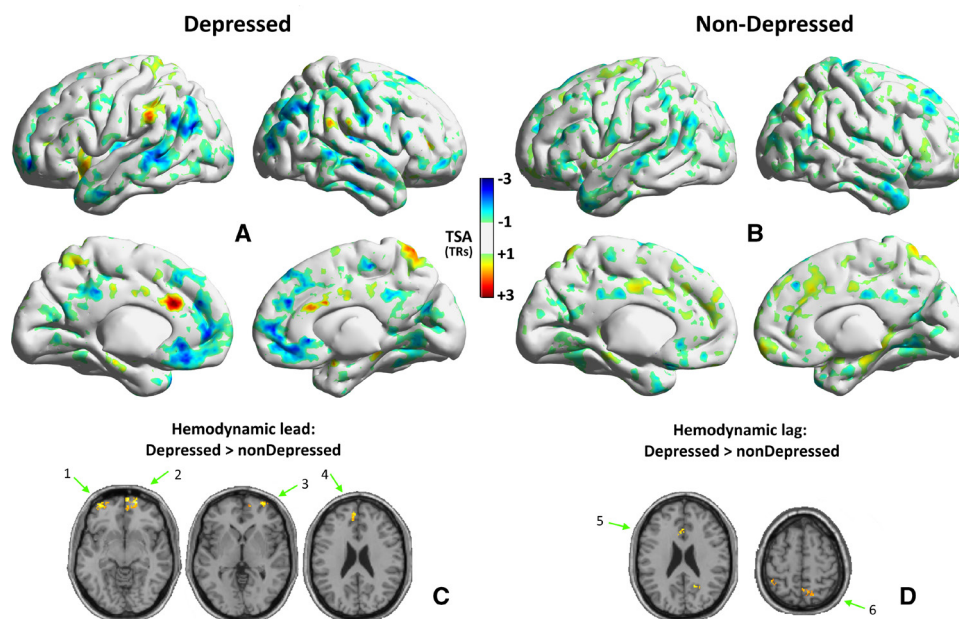 Depressed
Non-Depressed
A
-3
-1
TSA
(TRs)
+1
+3
B
Hemodynamic lead:
Depressed > nonDepressed
Hemodynamic lag:
Depressed > nonDepressed
1
2
3
4
C
5
6
D